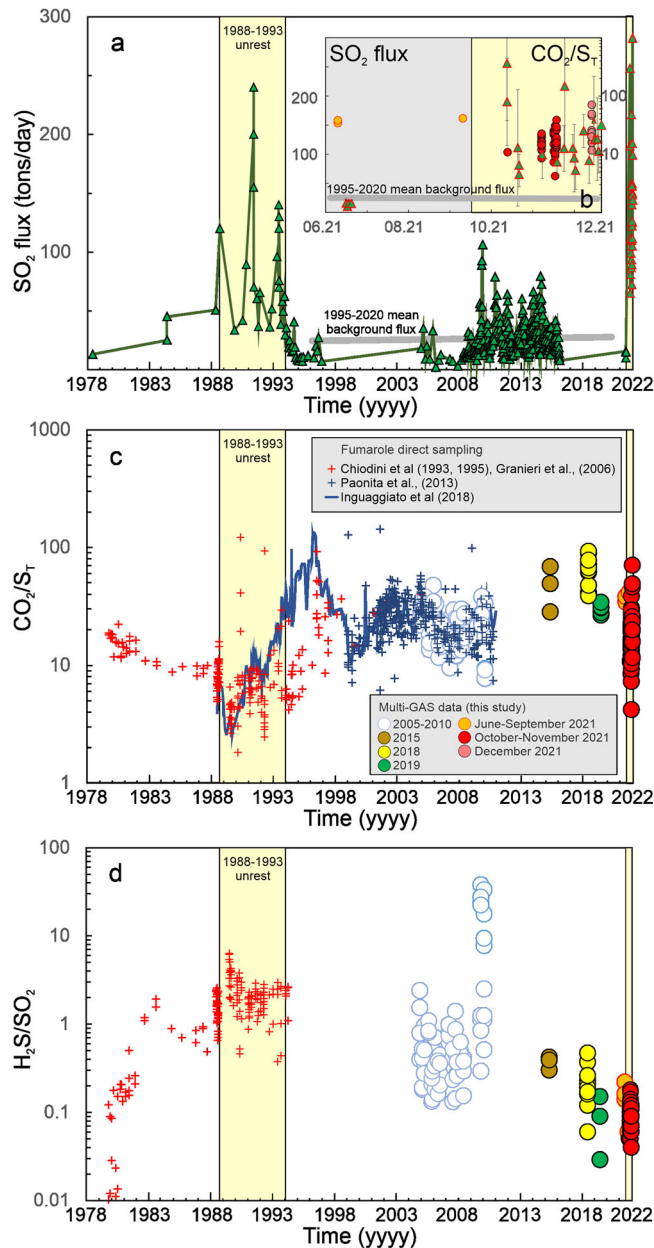 a
1988-1993
unrest
SO₂ flux
CO₂/Sₜ
200
150
100
100
10
1995-2020 mean background flux
b
06.21 08.21 10.21 12.21
300
200
100
SO₂ flux (tons/day)
1995-2020 mean
background flux
1978 1983 1988 1993 1998 2003 2008 2013 2018 2022
Time (yyyy)
c
1988-1993
unrest
Fumarole direct sampling
+ Chiodini et al (1993, 1995), Granieri et al., (2006)
+ Paonita et al., (2013)
Inguaggiato et al (2018)
1000
100
10
1
CO₂/Sₜ
Multi-GAS data (this study)
2005-2010 June-September 2021
2015 October-November 2021
2018 December 2021
2019
1978 1983 1988 1993 1998 2003 2008 2013 2018 2022
Time (yyyy)
d
1988-1993
unrest
100
10
1
0.1
0.01
H₂S/SO₂
1978 1983 1988 1993 1998 2003 2008 2013 2018 2022
Time (yyyy)